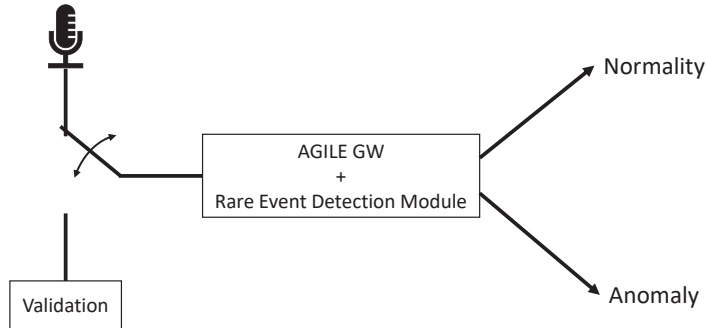 Normality
AGILE GW
+
Rare Event Detection Module
Validation
Anomaly